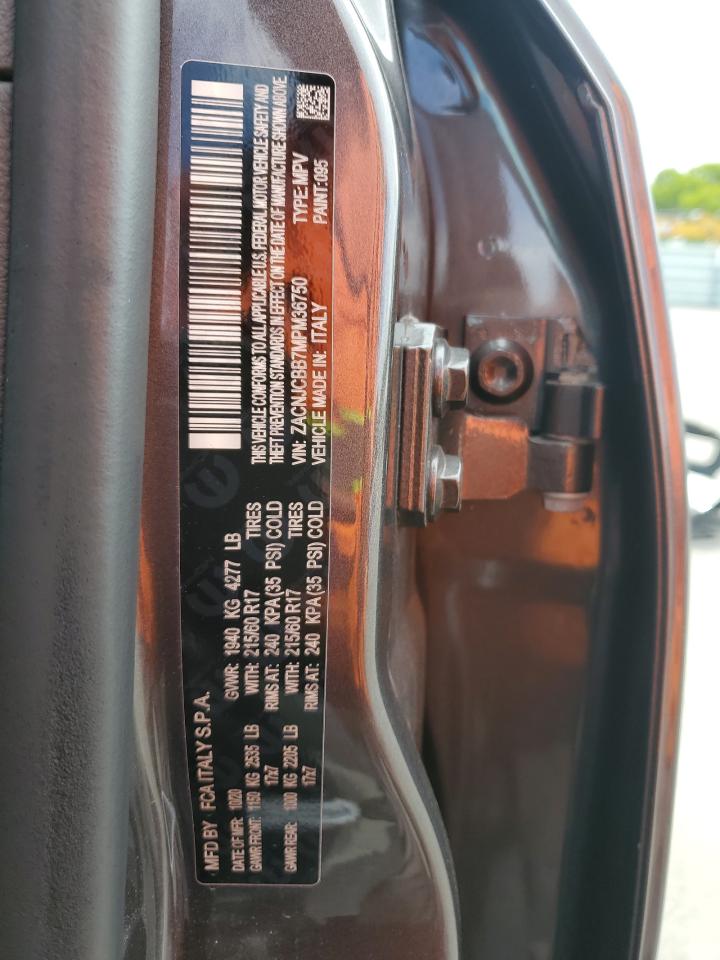 MFD BY FCA ITALY S.P.A.
DATE OF MFR: 10/20 GVWR: 1940 KG 4277 LB
GAWR FRONT: 1150 KG 2535 LB WITH: 215/60 R17 TIRES
17x7 RIMS AT: 240 KPA(35 PSI) COLD
GAWR REAR: 1000 KG 2205 LB WITH: 215/60 R17 TIRES
17x7 RIMS AT: 240 KPA(35 PSI) COLD
THIS VEHICLE CONFORMS TO ALL APPLICABLE U.S. FEDERAL MOTOR VEHICLE SAFETY AND
THEFT PREVENTION STANDARDS IN EFFECT ON THE DATE OF MANUFACTURE SHOWN ABOVE
VIN: ZACNJCBB7MPM36750 TYPE: MPV
VEHICLE MADE IN: ITALY PAINT: 095